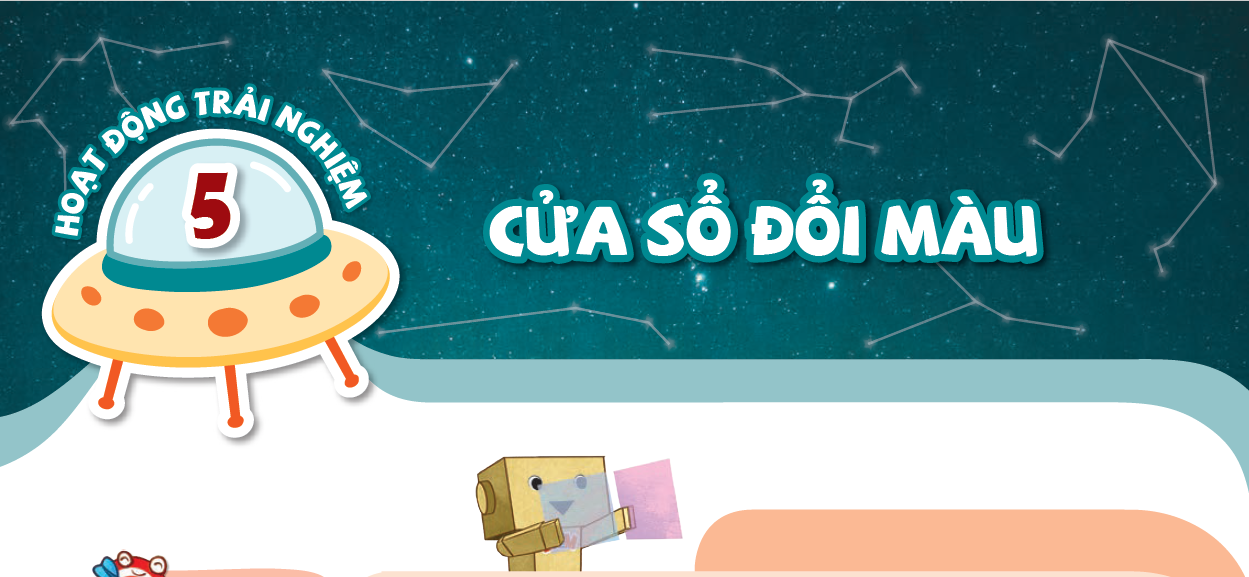 HOẠT ĐỘNG TRẢI NGHIỆM
5
CỬA SỔ ĐỔI MÀU